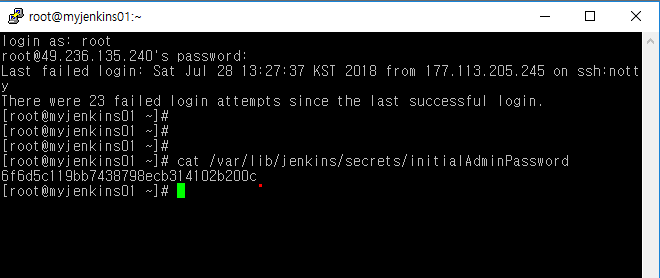 root@myjenkins01:~
login as: root
root@49.236.135.240's password:
Last failed login: Sat Jul 28 13:27:37 KST 2018 from 177.113.205.245 on ssh:nott
y
There were 23 failed login attempts since the last successful login.
[root@myjenkins01 ~]#
[root@myjenkins01 ~]#
[root@myjenkins01 ~]#
[root@myjenkins01 ~]# cat /var/lib/jenkins/secrets/initialAdminPassword
6f6d5c119bb7438798ecb314102b200c
[root@myjenkins01 ~]#